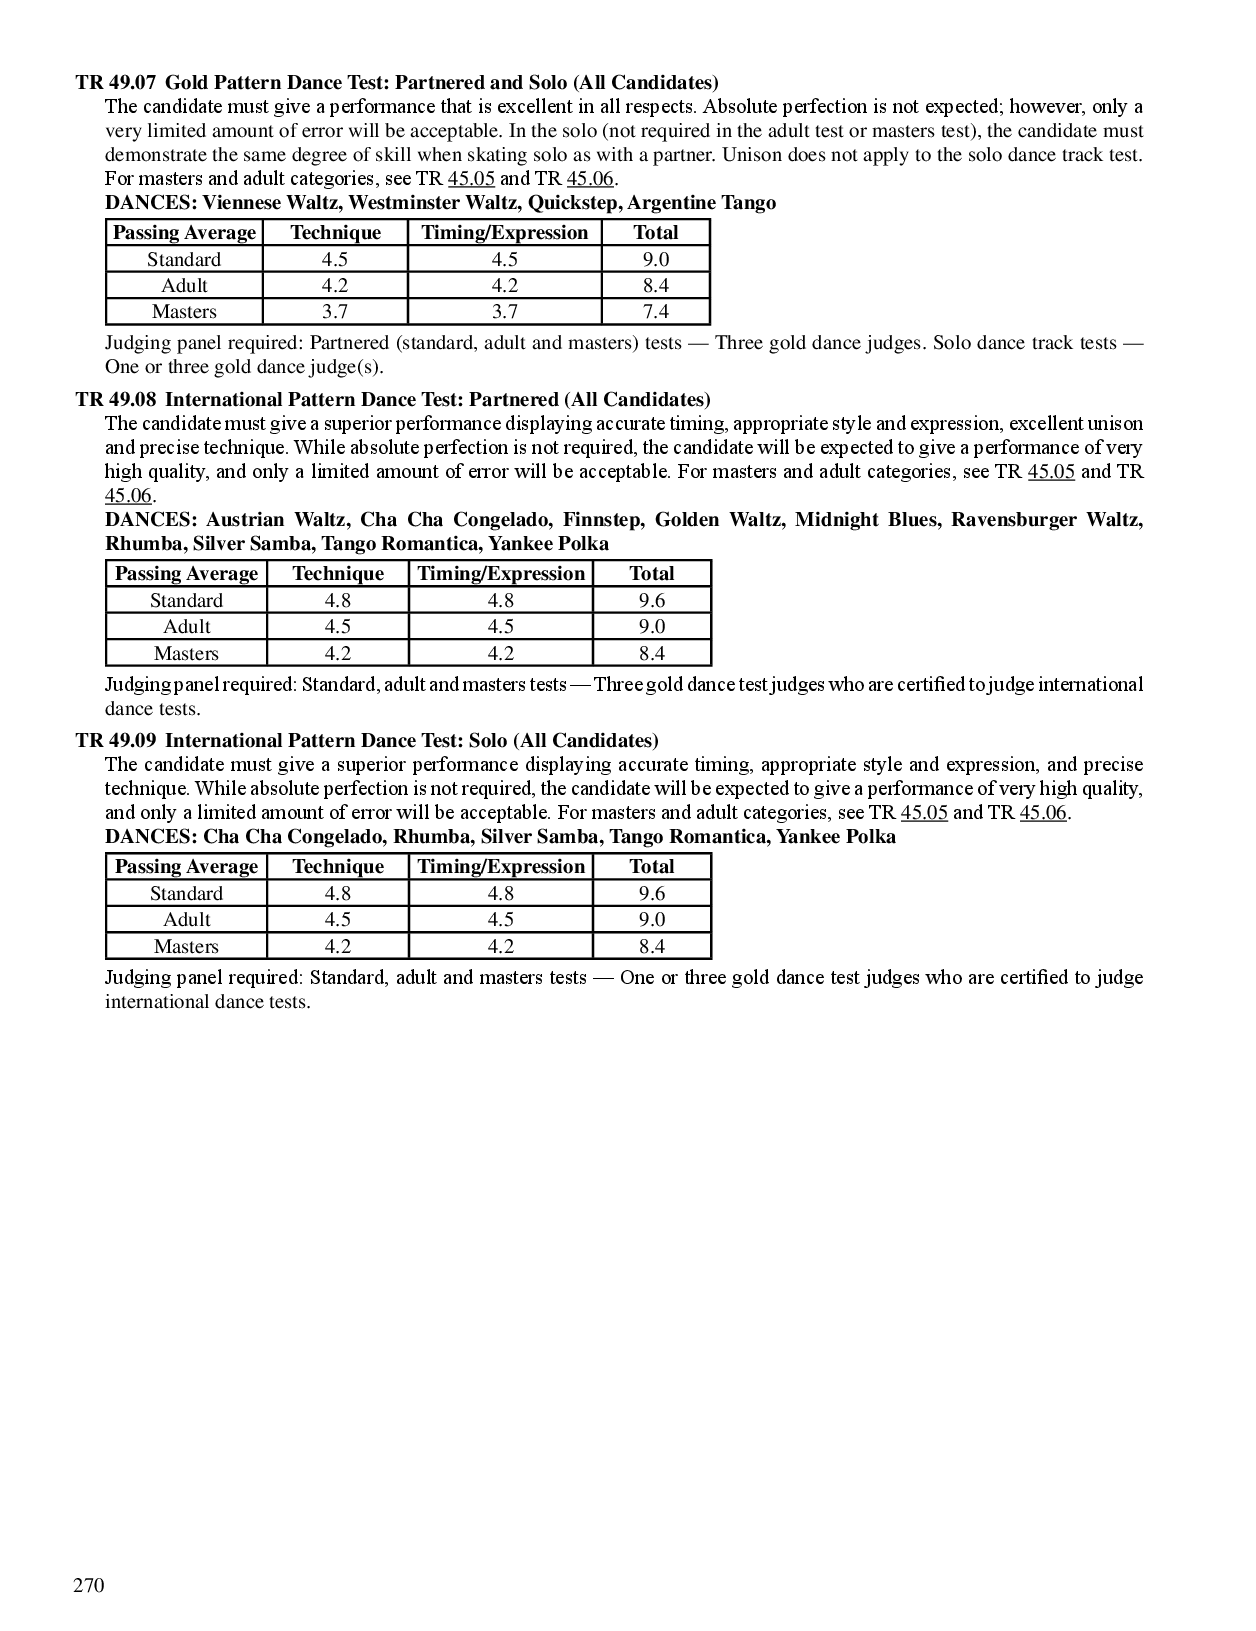 TR 49.07 Gold Pattern Dance Test: Partnered and Solo (All Candidates)
The candidate must give a performance that is excellent in all respects. Absolute perfection is not expected; however, only a
very limited amount of error will be acceptable. In the solo (not required in the adult test or masters test), the candidate must
demonstrate the same degree of skill when skating solo as with a partner. Unison does not apply to the solo dance track test.
For masters and adult categories, see TR 45.05 and TR 45.06.
DANCES: Viennese Waltz, Westminster Waltz, Quickstep, Argentine Tango
Passing Average Technique Timing/Expression Total
Standard 4.5 4.5 9.0
Adult 4.2 4.2 8.4
Masters 3.7 3.7 7.4
Judging panel required: Partnered (standard, adult and masters) tests — Three gold dance judges. Solo dance track tests —
One or three gold dance judge(s).
TR 49.08 International Pattern Dance Test: Partnered (All Candidates)
The candidate must give a superior performance displaying accurate timing, appropriate style and expression, excellent unison
and precise technique. While absolute perfection is not required, the candidate will be expected to give a performance of very
high quality, and only a limited amount of error will be acceptable. For masters and adult categories, see TR 45.05 and TR
45.06.
DANCES: Austrian Waltz, Cha Cha Congelado, Finnstep, Golden Waltz, Midnight Blues, Ravensburger Waltz,
Rhumba, Silver Samba, Tango Romantica, Yankee Polka
Passing Average Technique Timing/Expression Total
Standard 4.8 4.8 9.6
Adult 4.5 4.5 9.0
Masters 4.2 4.2 8.4
Judging panel required: Standard, adult and masters tests — Three gold dance test judges who are certified to judge international
dance tests.
TR 49.09 International Pattern Dance Test: Solo (All Candidates)
The candidate must give a superior performance displaying accurate timing, appropriate style and expression, and precise
technique. While absolute perfection is not required, the candidate will be expected to give a performance of very high quality,
and only a limited amount of error will be acceptable. For masters and adult categories, see TR 45.05 and TR 45.06.
DANCES: Cha Cha Congelado, Rhumba, Silver Samba, Tango Romantica, Yankee Polka
Passing Average Technique Timing/Expression Total
Standard 4.8 4.8 9.6
Adult 4.5 4.5 9.0
Masters 4.2 4.2 8.4
Judging panel required: Standard, adult and masters tests — One or three gold dance test judges who are certified to judge
international dance tests.
270